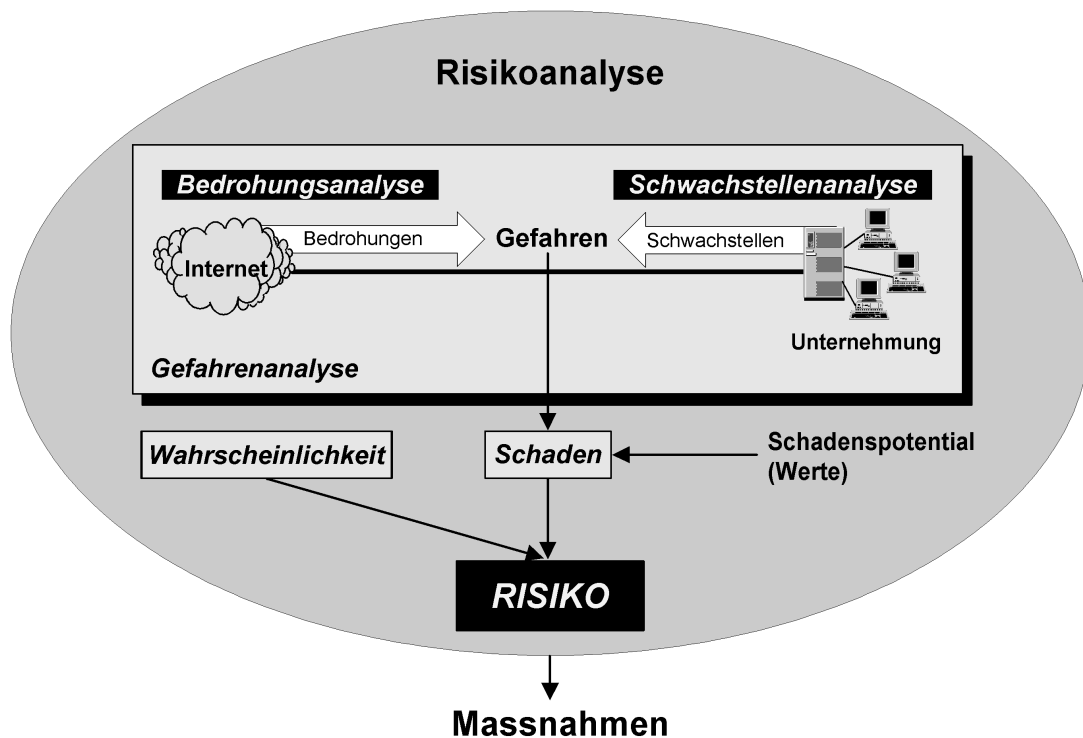 Risikoanalyse
Bedrohungsanalyse
Schwachstellenanalyse
Internet
Bedrohungen
Gefahren
Schwachstellen
Unternehmung
Gefahrenanalyse
Wahrscheinlichkeit
Schaden
Schadenspotential
(Werte)
RISIKO
Massnahmen